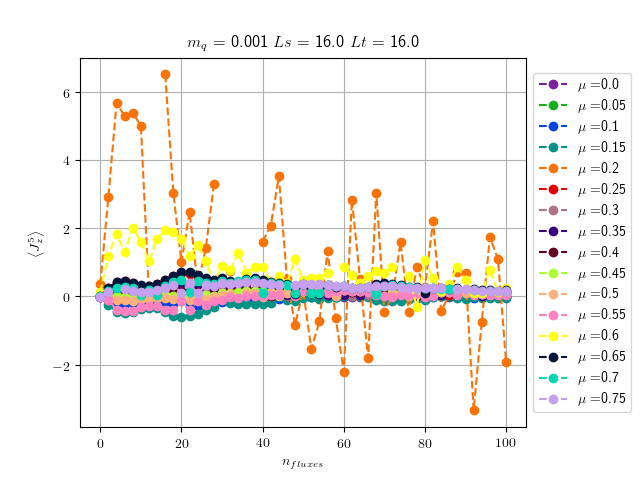 m_q = 0.001 Ls = 16.0 Lt = 16.0
⟨J_z^5⟩
6
4
2
0
−2
0 20 40 60 80 100
n_fluxes
μ =0.0
μ =0.05
μ =0.1
μ =0.15
μ =0.2
μ =0.25
μ =0.3
μ =0.35
μ =0.4
μ =0.45
μ =0.5
μ =0.55
μ =0.6
μ =0.65
μ =0.7
μ =0.75